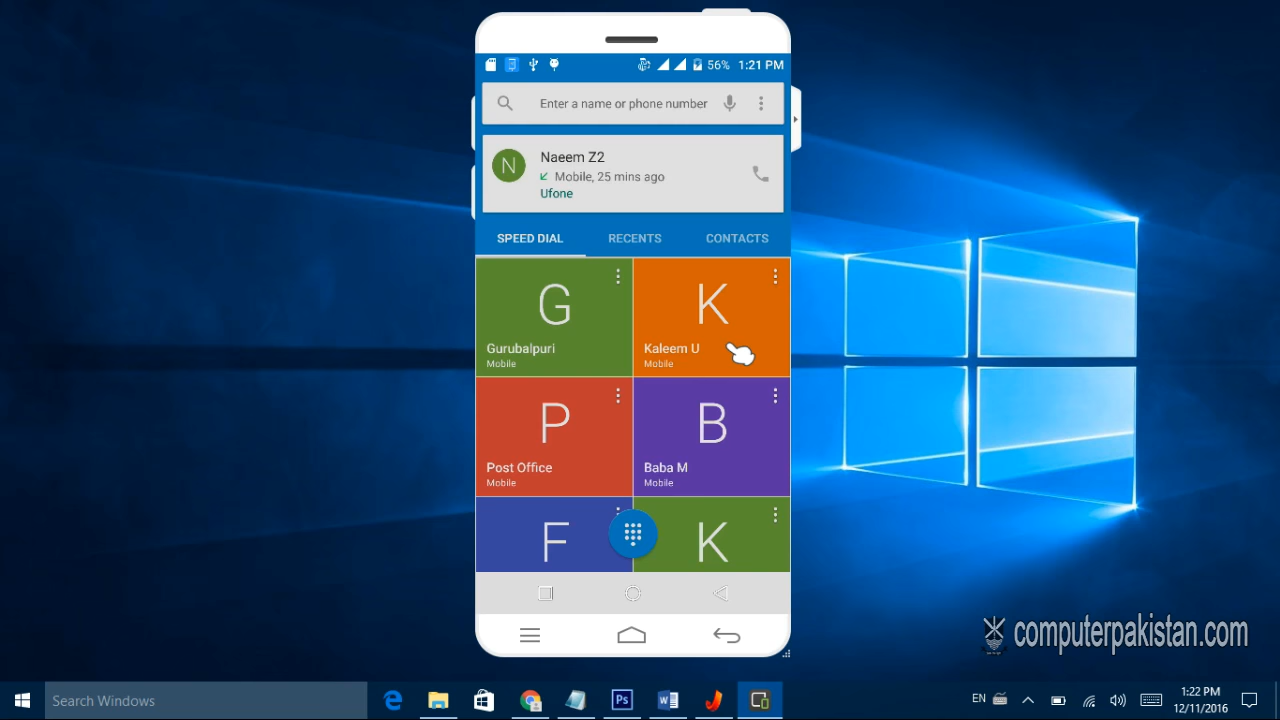 56% 1:21 PM
Enter a name or phone number
N
Naeem Z2
Mobile, 25 mins ago
Ufone
SPEED DIAL RECENTS CONTACTS
G
Gurubalpuri
Mobile
K
Kaleem U
Mobile
P
Post Office
Mobile
B
Baba M
Mobile
F
K
computerpakistan.com
Search Windows
Ps
W
EN
1:22 PM
12/11/2016